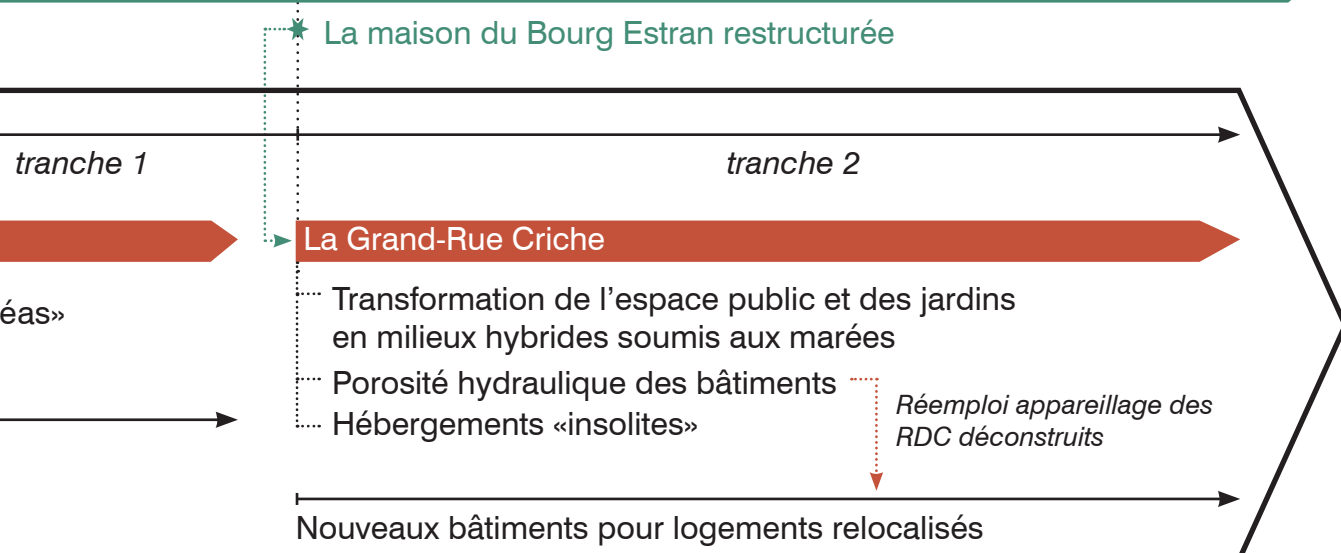 La maison du Bourg Estran restructurée
tranche 1
tranche 2
La Grand-Rue Criche
éas»
Transformation de l’espace public et des jardins
en milieux hybrides soumis aux marées
Porosité hydraulique des bâtiments
Hébergements «insolites»
Réemploi appareillage des
RDC déconstruits
Nouveaux bâtiments pour logements relocalisés